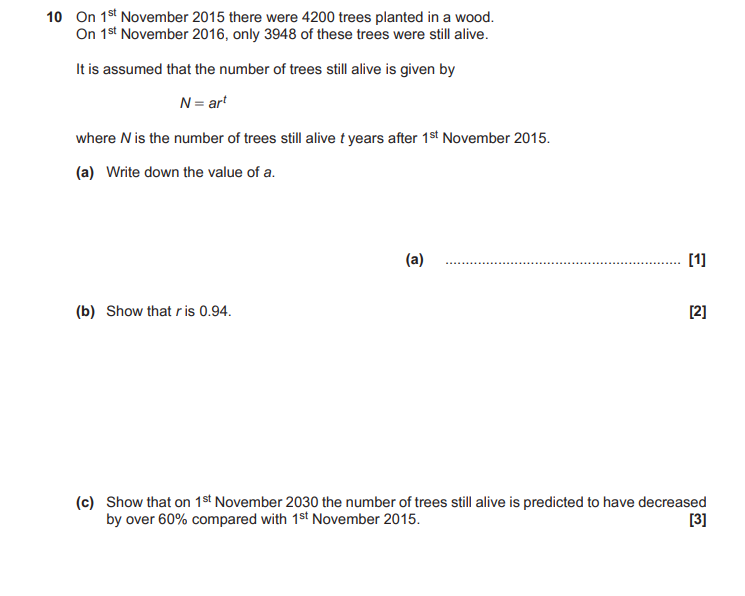 10 On 1st November 2015 there were 4200 trees planted in a wood.
On 1st November 2016, only 3948 of these trees were still alive.
It is assumed that the number of trees still alive is given by
N = ar^t
where N is the number of trees still alive t years after 1st November 2015.
(a) Write down the value of a.
(a) .......................................................... [1]
(b) Show that r is 0.94. [2]
(c) Show that on 1st November 2030 the number of trees still alive is predicted to have decreased
by over 60% compared with 1st November 2015. [3]